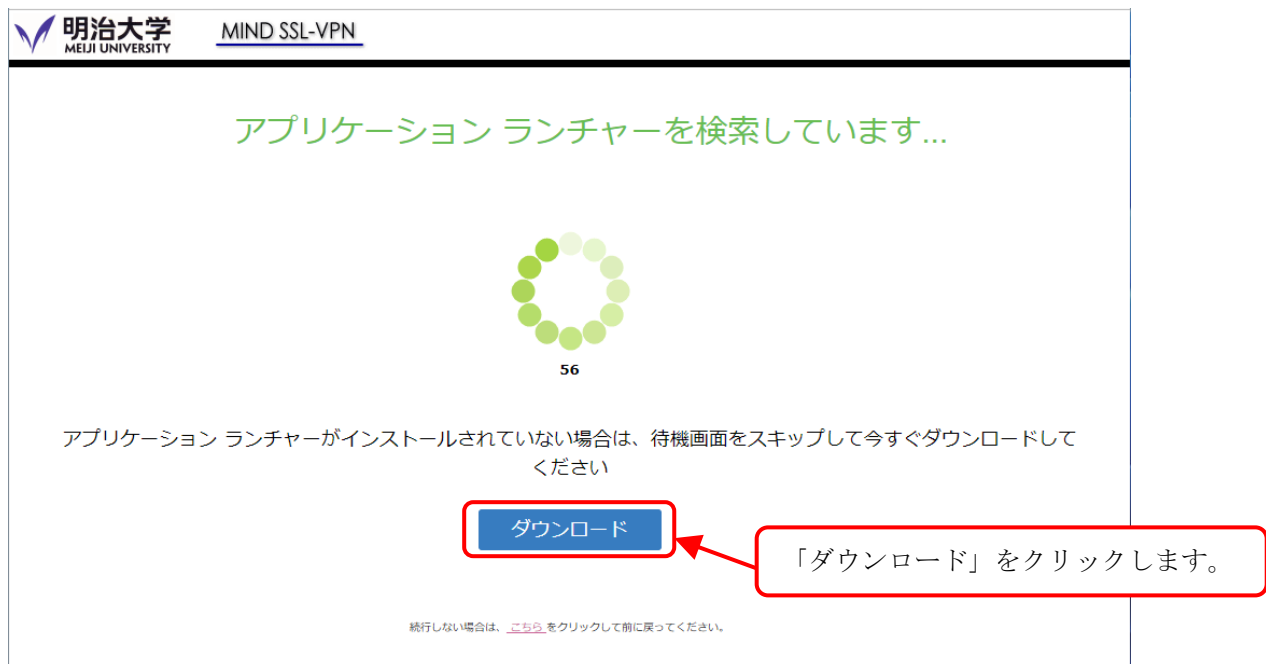 明治大学
MEIJI UNIVERSITY
MIND SSL-VPN
アプリケーション ランチャーを検索しています...
56
アプリケーション ランチャーがインストールされていない場合は、待機画面をスキップして今すぐダウンロードして
ください
ダウンロード
「ダウンロード」をクリックします。
続行しない場合は、 こちら をクリックして前に戻ってください。